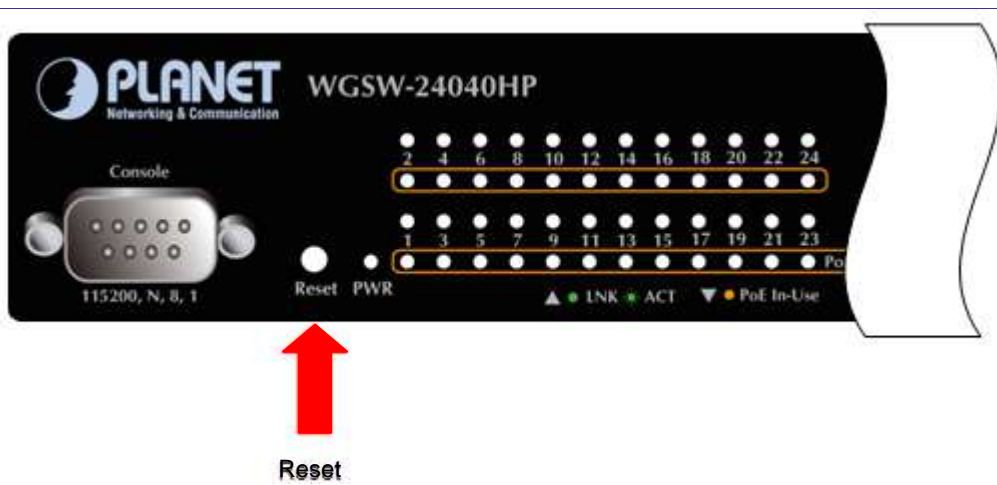 PLANET
Networking & Communication
WGSW-24040HP
2 4 6 8 10 12 14 16 18 20 22 24
Console
1 3 5 7 9 11 13 15 17 19 21 23
115200, N, 8, 1
Reset PWR
LNK ACT PoE In-Use
Reset